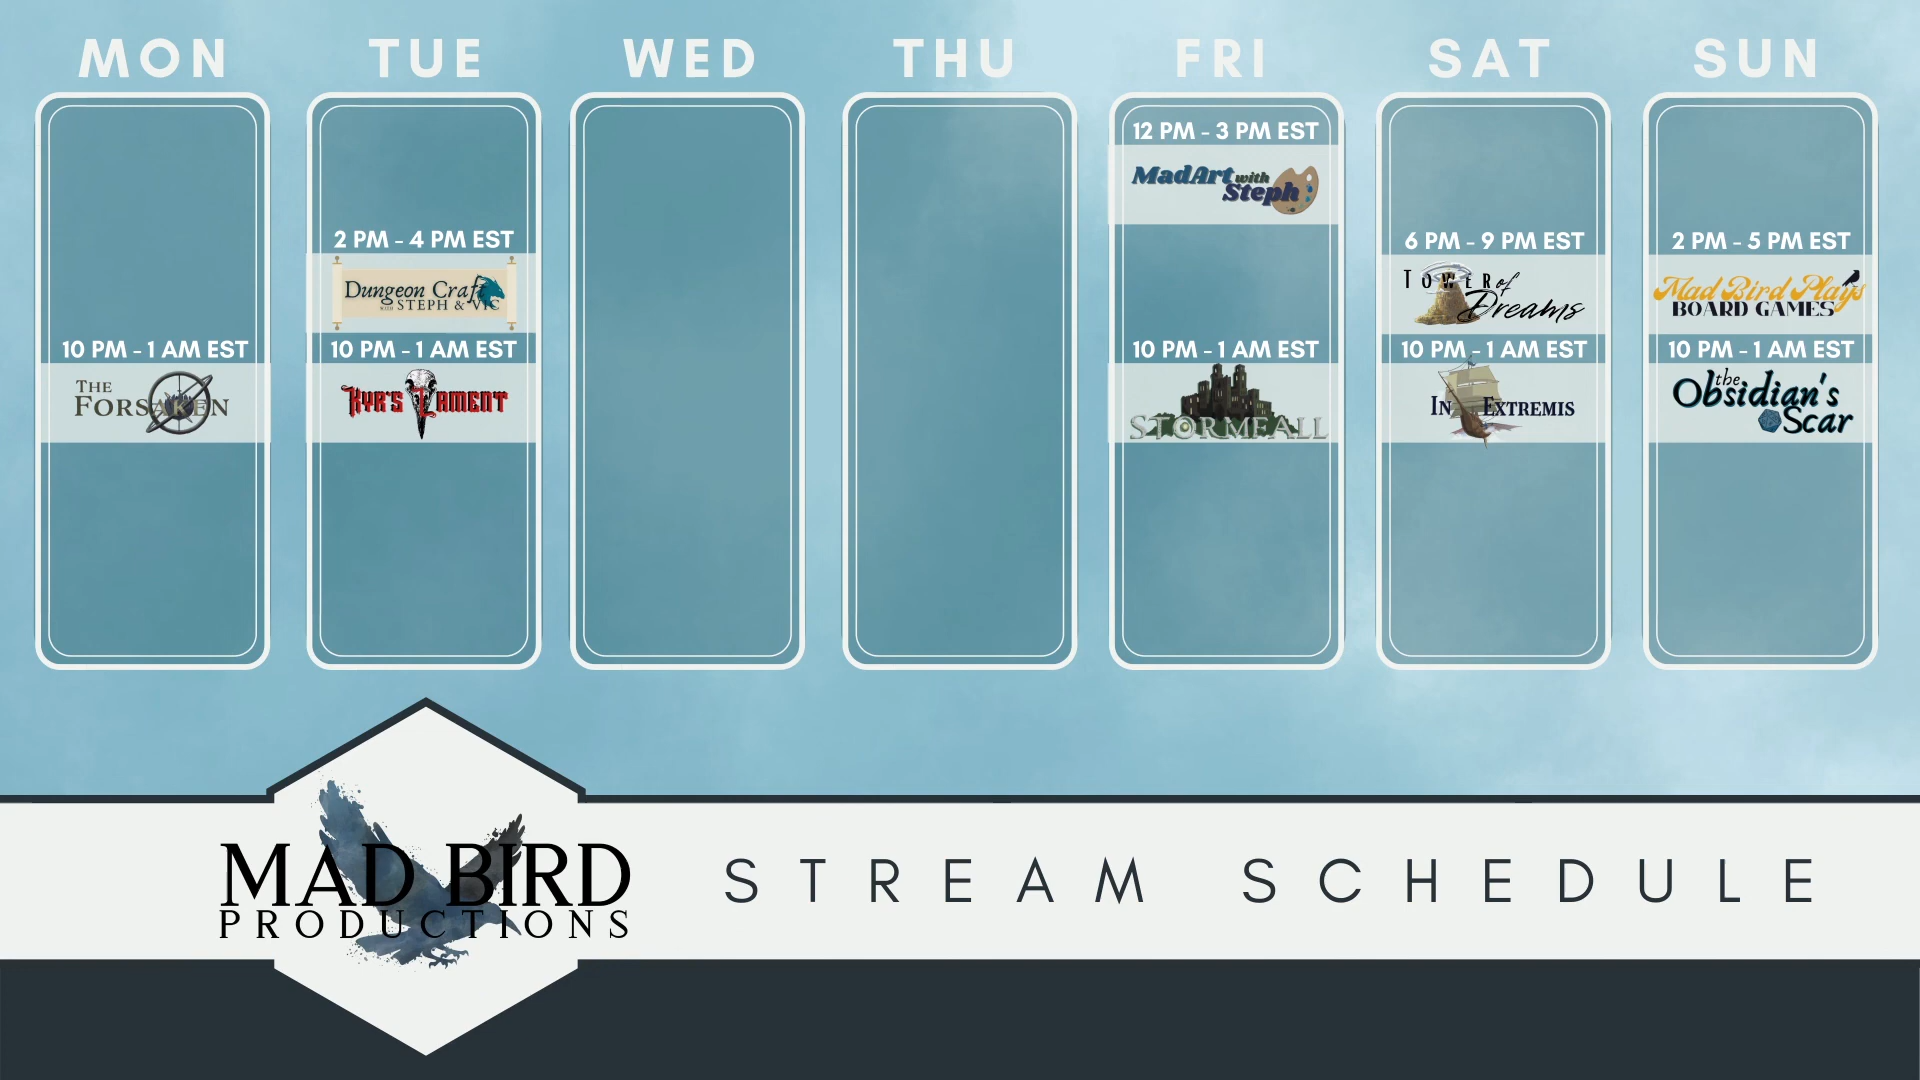 MON
TUE
WED
THU
FRI
SAT
SUN
10 PM - 1 AM EST
THE
FORSAKEN
2 PM - 4 PM EST
Dungeon Craft
WITH STEPH & VIC
10 PM - 1 AM EST
KYR'S LAMENT
12 PM - 3 PM EST
MadArt with
Steph
10 PM - 1 AM EST
STORMFALL
6 PM - 9 PM EST
TOWER of
Dreams
10 PM - 1 AM EST
IN EXTREMIS
2 PM - 5 PM EST
Mad Bird Plays
BOARD GAMES
10 PM - 1 AM EST
the
Obsidian's
Scar
MAD BIRD
PRODUCTIONS
STREAM SCHEDULE